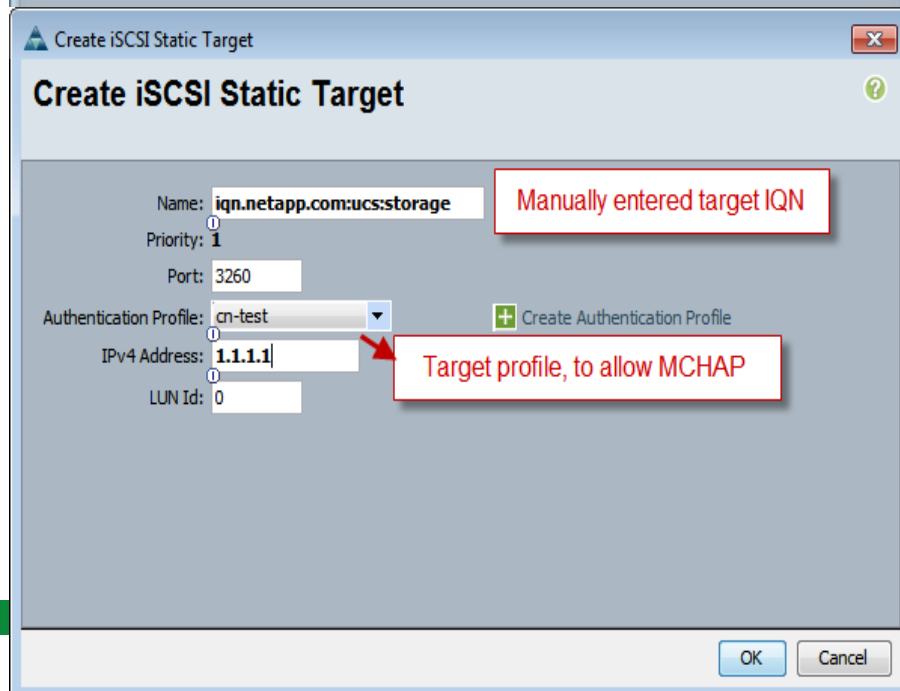 Create iSCSI Static Target
Create iSCSI Static Target
Name: iqn.netapp.com:ucs:storage
Manually entered target IQN
Priority: 1
Port: 3260
Authentication Profile: cn-test
Create Authentication Profile
IPv4 Address: 1.1.1.1
Target profile, to allow MCHAP
LUN Id: 0
OK Cancel